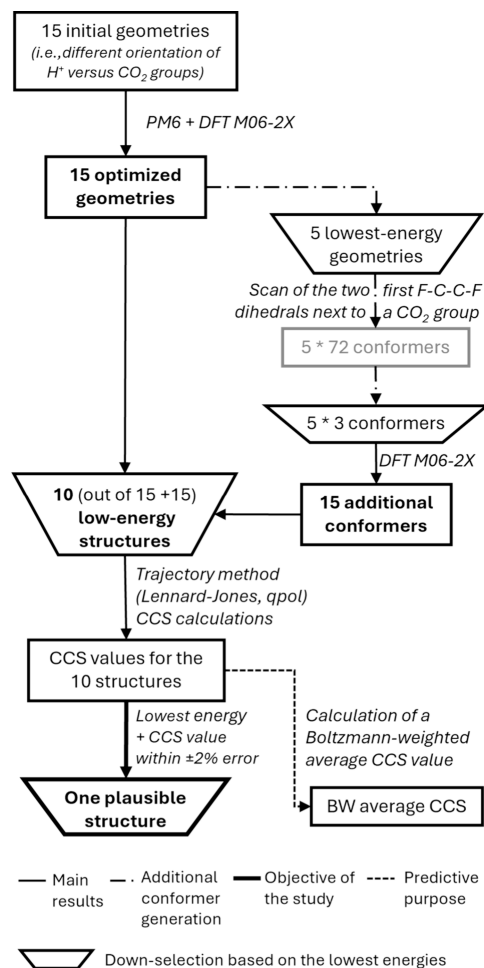 15 initial geometries
(i.e.,different orientation of
H⁺ versus CO₂ groups)
PM6 + DFT M06-2X
15 optimized
geometries
5 lowest-energy
geometries
Scan of the two first F-C-C-F
dihedrals next to a CO₂ group
5 * 72 conformers
5 * 3 conformers
DFT M06-2X
10 (out of 15 +15)
low-energy
structures
15 additional
conformers
Trajectory method
(Lennard-Jones, qpol)
CCS calculations
CCS values for the
10 structures
Lowest energy
+ CCS value
within ±2% error)
Calculation of a
Boltzmann-weighted
average CCS value
One plausible
structure
BW average CCS
Main
results
Additional
conformer
generation
Objective of
the study
Predictive
purpose
Down-selection based on the lowest energies